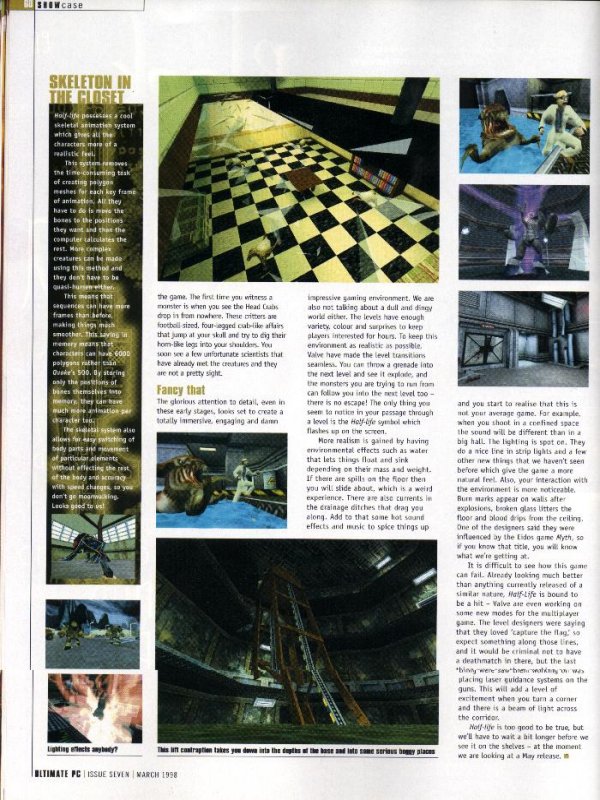 80 SHOWcase
SKELETON IN
THE CLOSET
Half-life possesses a cool
skeletal animation system
which gives all the
characters more of a
realistic feel.
This system removes
the time-consuming task
of creating polygon
meshes for each key frame
of animation. All they
have to do is move the
bones to the positions
they want and then the
computer calculates the
rest. More complex
creatures can be made
using this method and
they don't have to be
quasi-human either.
This means that
sequences can have more
frames than before,
making things much
smoother. This saving in
memory means that
characters can have 6000
polygons rather than
Quake's 500. By storing
only the positions of
bones themselves into
memory, they can have
much more animation per
character too.
The skeletal system also
allows for easy switching of
body parts and movement
of particular elements
without effecting the rest
of the body and accuracy
with speed changes, so you
don't go moonwalking.
Looks good to us!
Lighting effects anybody?
the game. The first time you witness a
monster is when you see the Head Crabs
drop in from nowhere. These critters are
football-sized, four-legged crab-like affairs
that jump at your skull and try to dig their
horn-like legs into your shoulders. You
soon see a few unfortunate scientists that
have already met the creatures and they
are not a pretty sight.
Fancy that
The glorious attention to detail, even in
these early stages, looks set to create a
totally immersive, engaging and damn
impressive gaming environment. We are
also not talking about a dull and dingy
world either. The levels have enough
variety, colour and surprises to keep
players interested for hours. To keep this
environment as realistic as possible,
Valve have made the level transitions
seamless. You can throw a grenade into
the next level and see it explode, and
the monsters you are trying to run from
can follow you into the next level too –
there is no escape! The only thing you
seem to notice in your passage through
a level is the Half-life symbol which
flashes up on the screen.
More realism is gained by having
environmental effects such as water
that lets things float and sink
depending on their mass and weight.
If there are spills on the floor then
you will slide about, which is a weird
experience. There are also currents in
the drainage ditches that drag you
along. Add to that some hot sound
effects and music to spice things up
This lift contraption takes you down into the depths of the base and into some serious boggy places
and you start to realise that this is
not your average game. For example,
when you shoot in a confined space
the sound will be different than in a
big hall. The lighting is spot on. They
do a nice line in strip lights and a few
other new things that we haven't seen
before which give the game a more
natural feel. Also, your interaction with
the environment is more noticeable.
Burn marks appear on walls after
explosions, broken glass litters the
floor and blood drips from the ceiling.
One of the designers said they were
influenced by the Eidos game Myth, so
if you know that title, you will know
what we're getting at.
It is difficult to see how this game
can fail. Already looking much better
than anything currently released of a
similar nature, Half-Life is bound to
be a hit – Valve are even working on
some new modes for the multiplayer
game. The level designers were saying
that they loved 'capture the flag,' so
expect something along those lines,
and it would be criminal not to have
a deathmatch in there, but the last
thing we saw them working on was
placing laser guidance systems on the
guns. This will add a level of
excitement when you turn a corner
and there is a beam of light across
the corridor.
Half-life is too good to be true, but
we'll have to wait a bit longer before we
see it on the shelves – at the moment
we are looking at a May release.
ULTIMATE PC | ISSUE SEVEN | MARCH 1998